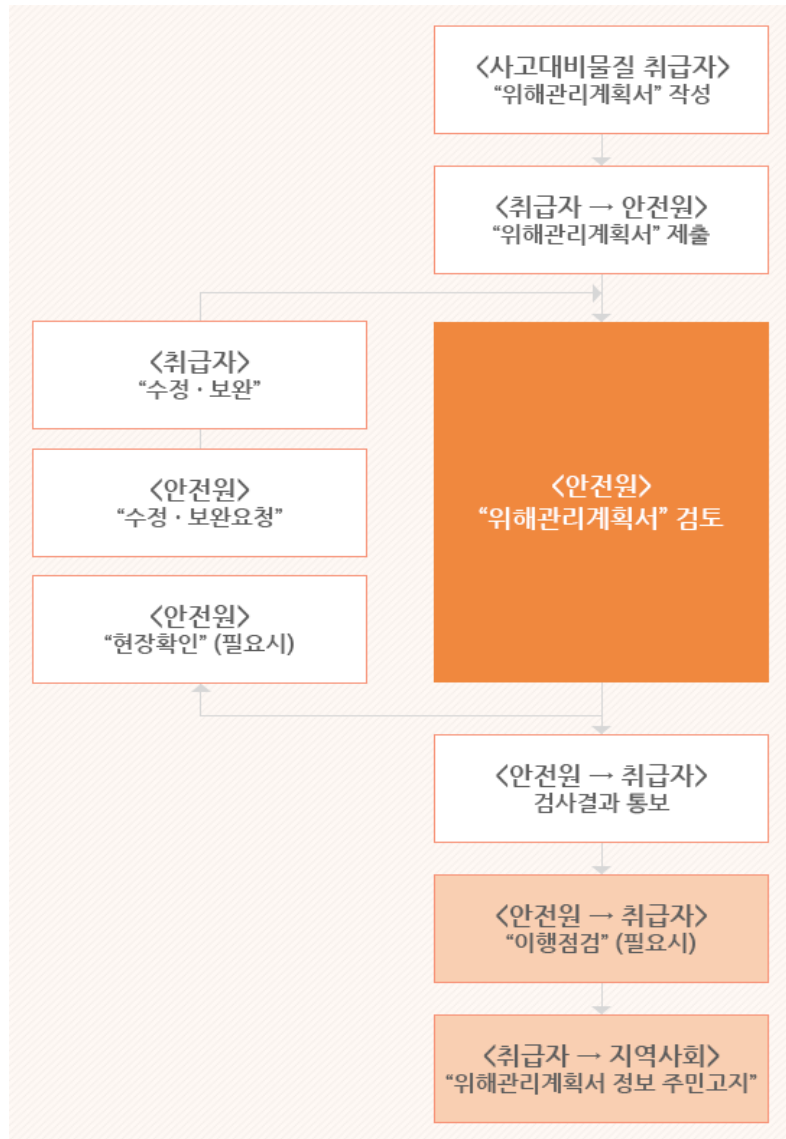 <사고대비물질 취급자>
“위해관리계획서” 작성
<취급자 → 안전원>
“위해관리계획서” 제출
<취급자>
“수정 · 보완”
<안전원>
“수정 · 보완요청”
<안전원>
“현장확인” (필요시)
<안전원>
“위해관리계획서” 검토
<안전원 → 취급자>
검사결과 통보
<안전원 → 취급자>
“이행점검” (필요시)
<취급자 → 지역사회>
“위해관리계획서 정보 주민고지”